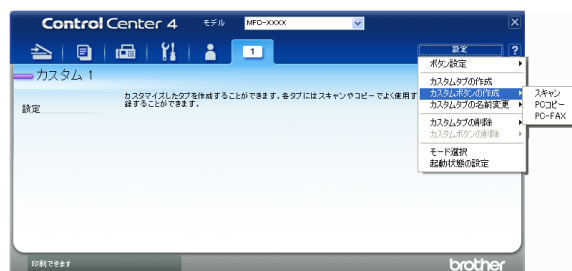 Control Center 4 モデル MFC-XXXX
1 設定 ?
カスタム 1
設定
カスタマイズしたタブを作成することができます。各タブにはスキャンやコピーでよく使用す
録することができます。
ボタン設定
カスタムタブの作成
カスタムボタンの作成
カスタムタブの名前変更
カスタムタブの削除
カスタムボタンの削除
モード選択
起動状態の設定
スキャン
PCコピー
PC-FAX
印刷できます
brother